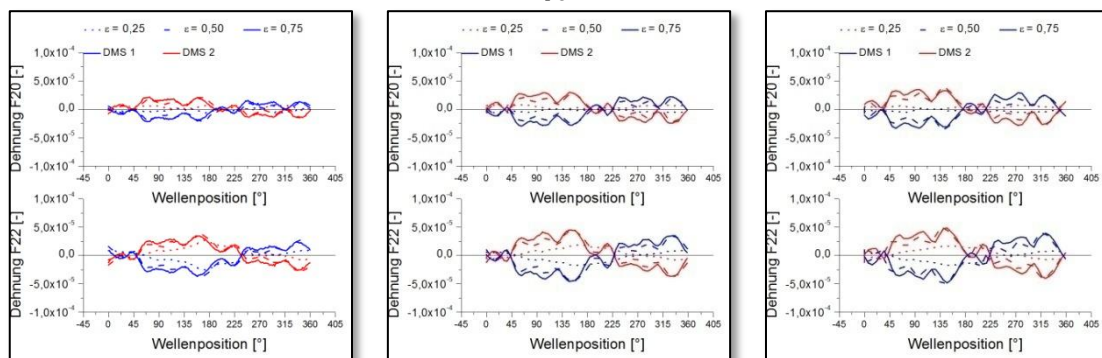 ε = 0,25 ε = 0,50 ε = 0,75
DMS 1 DMS 2
Dehnung F20 [-]
1,0x10⁻⁴
5,0x10⁻⁵
0,0
-5,0x10⁻⁵
-1,0x10⁻⁴
-45 0 45 90 135 180 225 270 315 360 405
Wellenposition [°]
Dehnung F22 [-]
1,0x10⁻⁴
5,0x10⁻⁵
0,0
-5,0x10⁻⁵
-1,0x10⁻⁴
-45 0 45 90 135 180 225 270 315 360 405
Wellenposition [°]
ε = 0,25 ε = 0,50 ε = 0,75
DMS 1 DMS 2
Dehnung F20 [-]
1,0x10⁻⁴
5,0x10⁻⁵
0,0
-5,0x10⁻⁵
-1,0x10⁻⁴
-45 0 45 90 135 180 225 270 315 360 405
Wellenposition [°]
Dehnung F22 [-]
1,0x10⁻⁴
5,0x10⁻⁵
0,0
-5,0x10⁻⁵
-1,0x10⁻⁴
-45 0 45 90 135 180 225 270 315 360 405
Wellenposition [°]
ε = 0,25 ε = 0,50 ε = 0,75
DMS 1 DMS 2
Dehnung F20 [-]
1,0x10⁻⁴
5,0x10⁻⁵
0,0
-5,0x10⁻⁵
-1,0x10⁻⁴
-45 0 45 90 135 180 225 270 315 360 405
Wellenposition [°]
Dehnung F22 [-]
1,0x10⁻⁴
5,0x10⁻⁵
0,0
-5,0x10⁻⁵
-1,0x10⁻⁴
-45 0 45 90 135 180 225 270 315 360 405
Wellenposition [°]